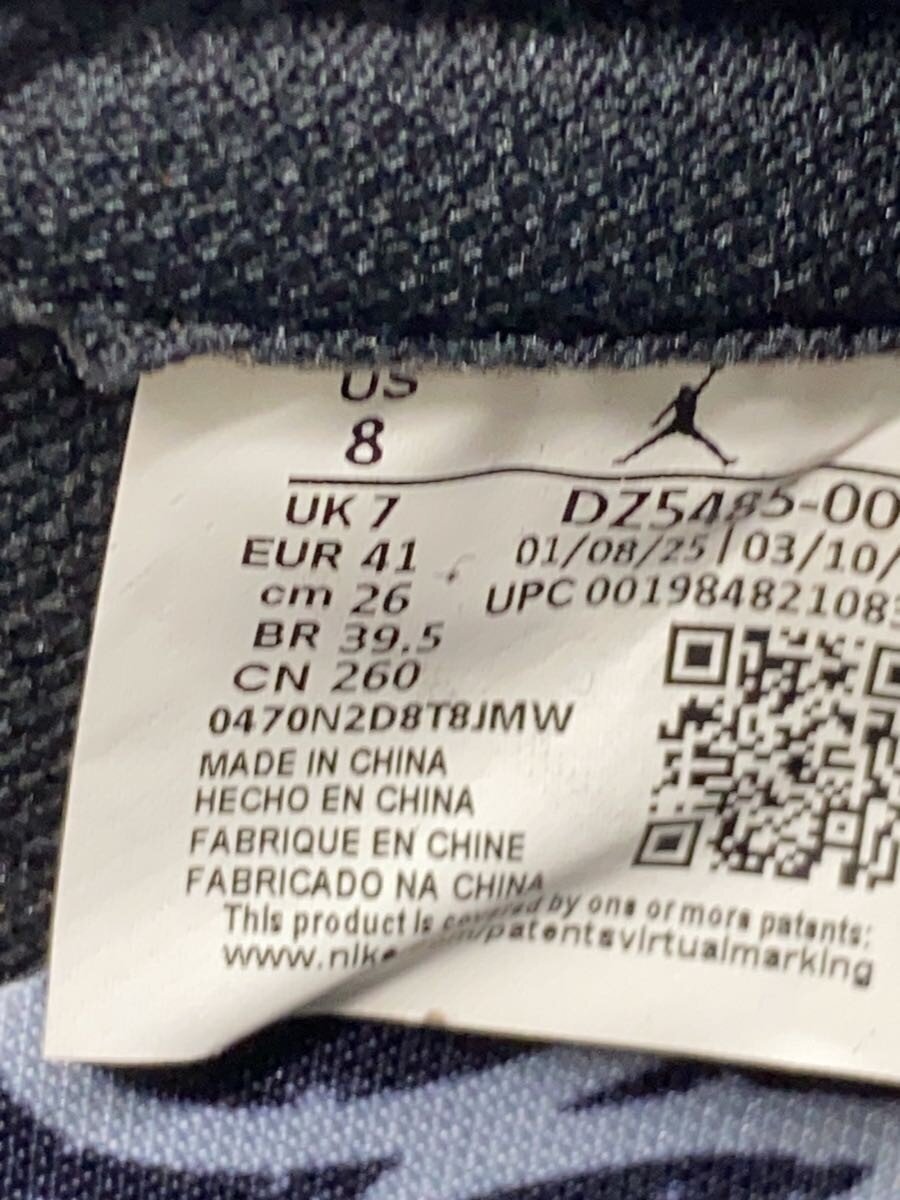 US
8
UK 7
EUR 41
cm 26
BR 39.5
CN 260
DZ5485-00
01/08/25 | 03/10/
UPC 00198482108
0470N2D8T8JMW
MADE IN CHINA
HECHO EN CHINA
FABRIQUE EN CHINE
FABRICADO NA CHINA
This product is covered by one or more patents:
www.nike.com/patentsvirtualmarking